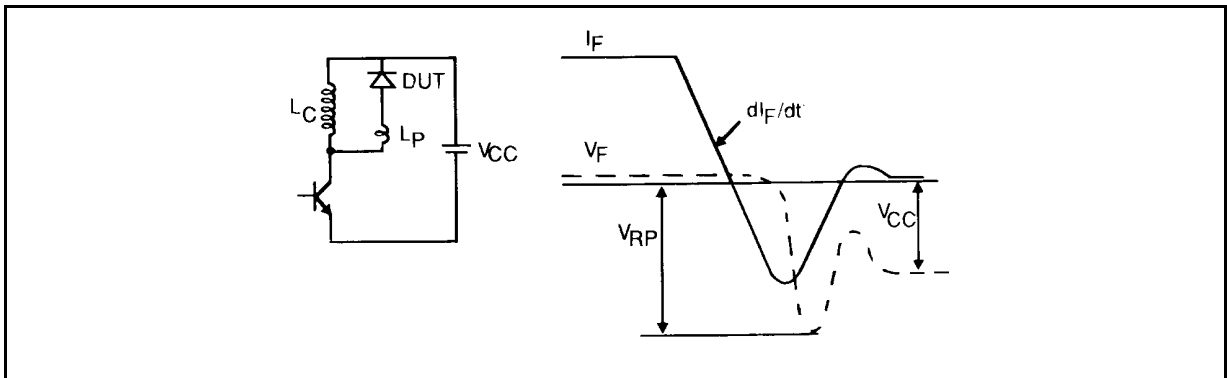 DUT
LC
LP
VCC
IF
dIF/dt
VF
VRP
VCC